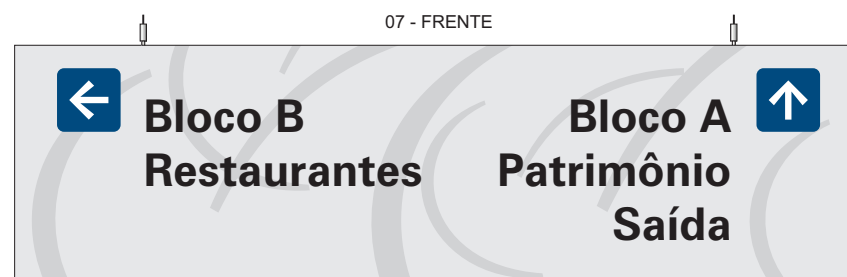 07 - FRENTE
Bloco B
Restaurantes
Bloco A
Patrimônio
Saída